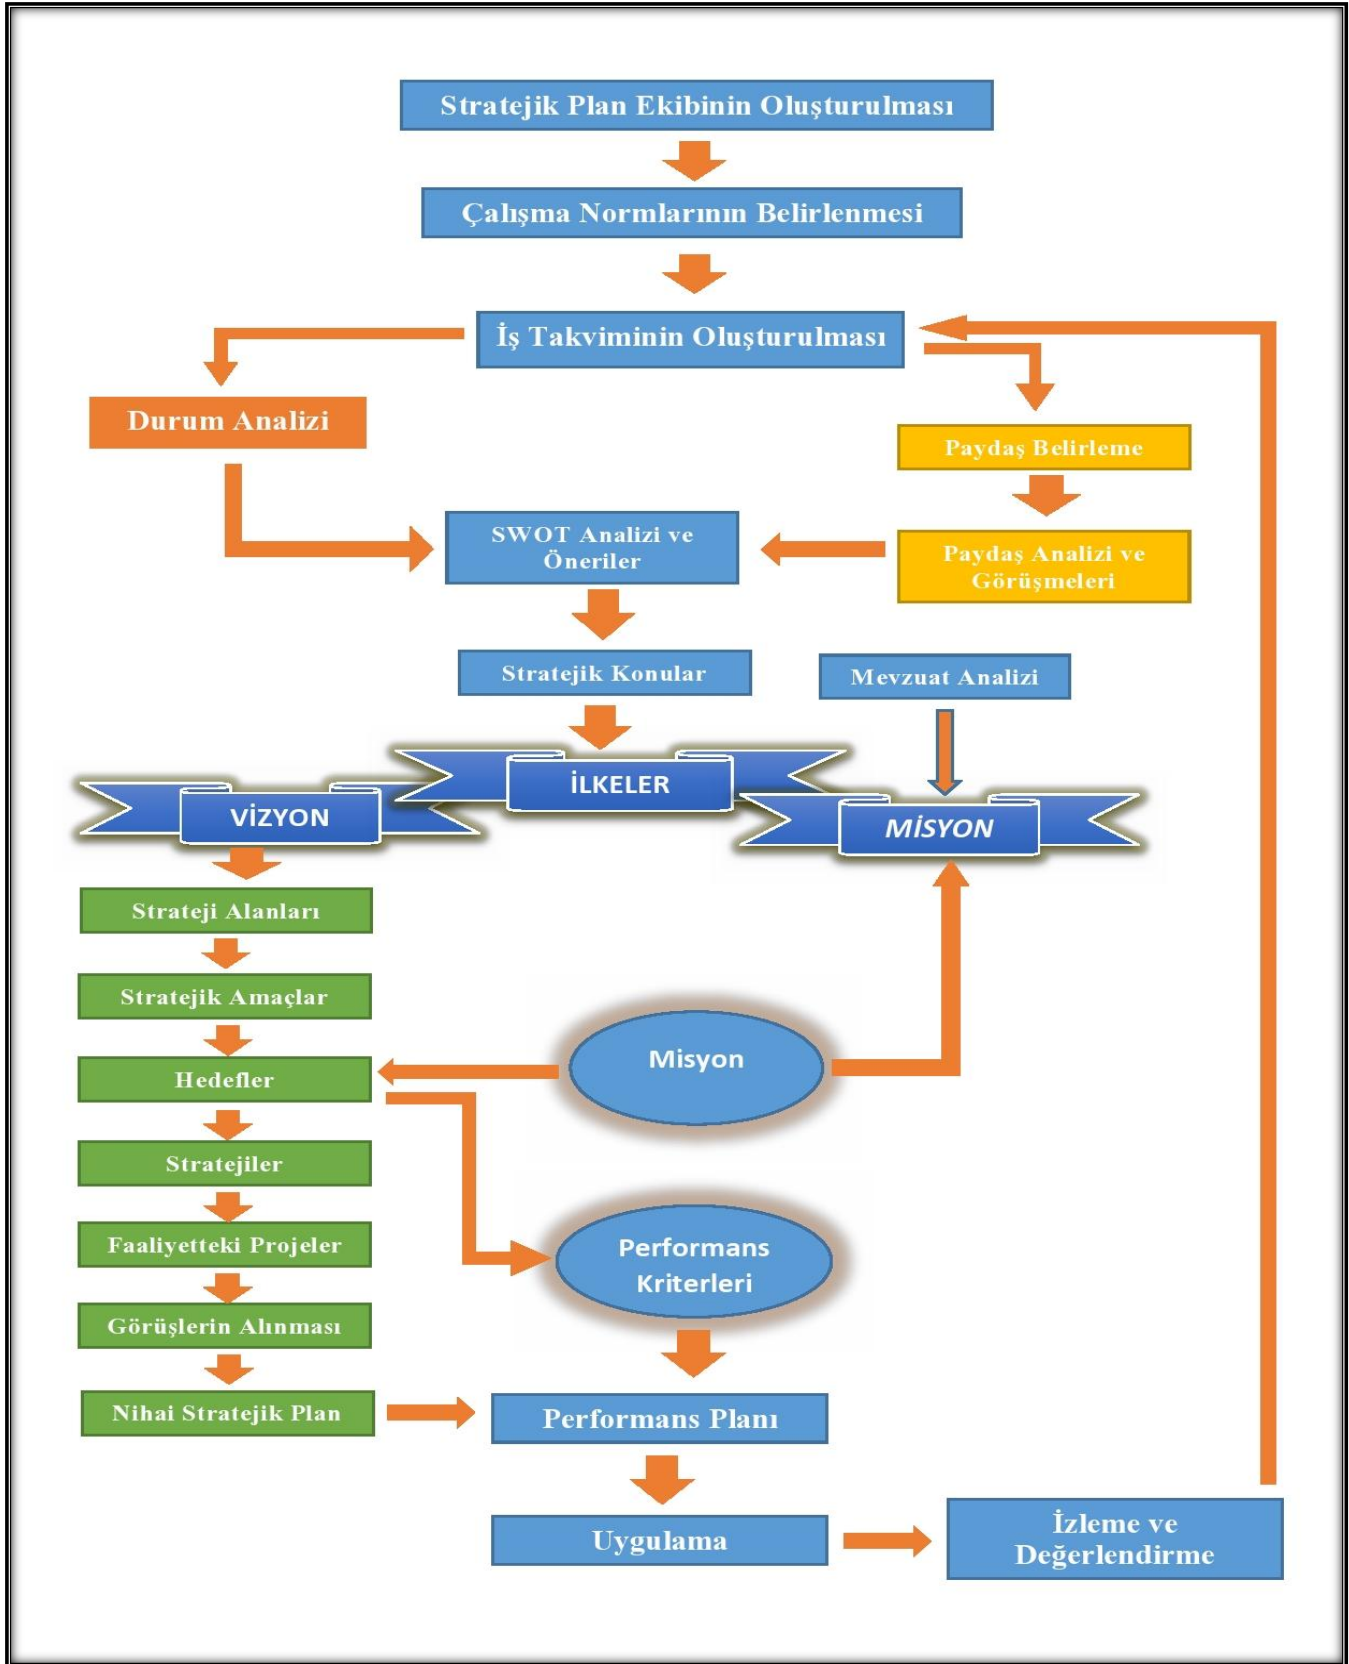 Stratejik Plan Ekibinin Oluşturulması
Çalışma Normlarının Belirlenmesi
İş Takviminin Oluşturulması
Durum Analizi
Paydaş Belirleme
SWOT Analizi ve
Öneriler
Paydaş Analizi ve
Görüşmeleri
Stratejik Konular
Mevzuat Analizi
İLKELER
VİZYON
MİSYON
Strateji Alanları
Stratejik Amaçlar
Hedefler
Misyon
Stratejiler
Faaliyetteki Projeler
Performans
Kriterleri
Görüşlerin Alınması
Nihai Stratejik Plan
Performans Planı
Uygulama
İzleme ve
Değerlendirme